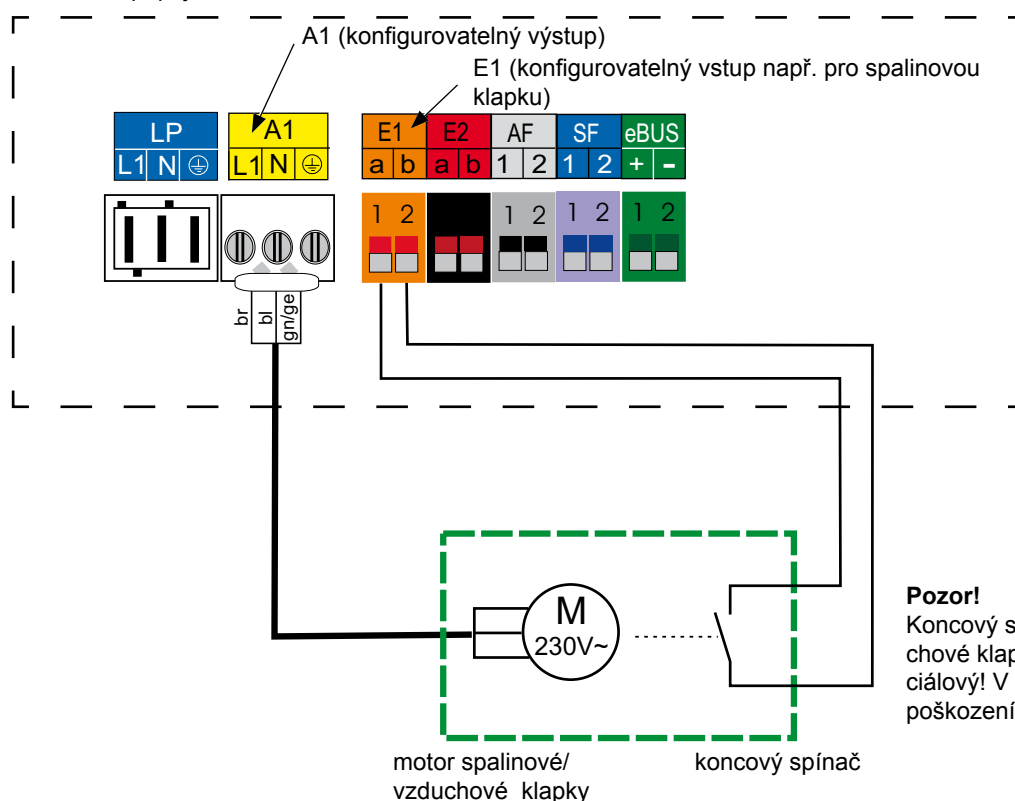 A1 (konfigurovatelný výstup)
E1 (konfigurovatelný vstup např. pro spalinovou
klapku)
LP A1 E1 E2 AF SF eBUS
L1 N L1 N a b a b 1 2 1 2 + -
1 2 1 2 1 2 1 2
br
bl
gn/ge
M
230V~
Pozor!
Koncový s
chové klap
ciálový! V
poškození
motor spalinové/
vzduchové klapky
koncový spínač